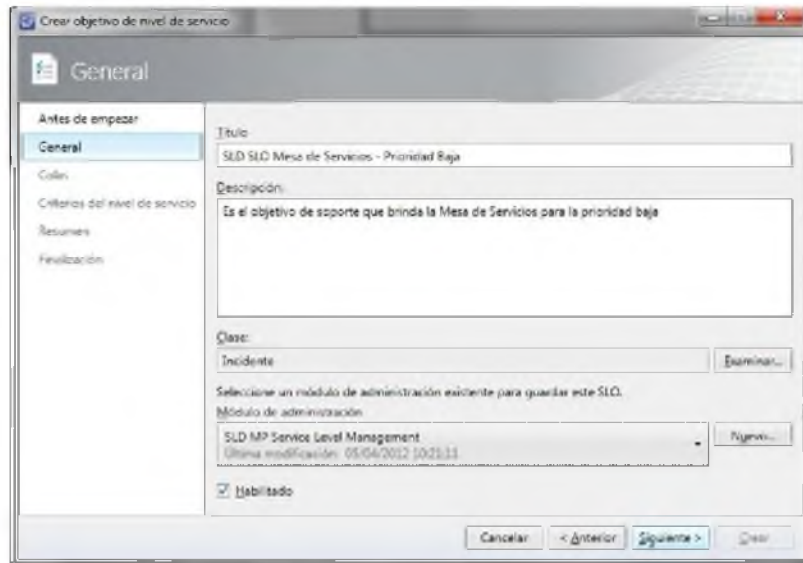 Crear objetivo de nivel de servicio
General
Antes de empezar
General
Colas
Criterios del nivel de servicio
Resumen
Finalización
Título
SLD SLO Mesa de Servicios - Prioridad Baja
Descripción
Es el objetivo de soporte que brinda la Mesa de Servicios para la prioridad baja
Clase:
Incidente
Examinar...
Seleccione un módulo de administración existente para guardar este SLO.
Módulo de administración
SLD MP Service Level Management
Última modificación: 05/04/2012 10:21:11
Nuevo...
Habilitado
Cancelar
< Anterior
Siguiente >
Crear